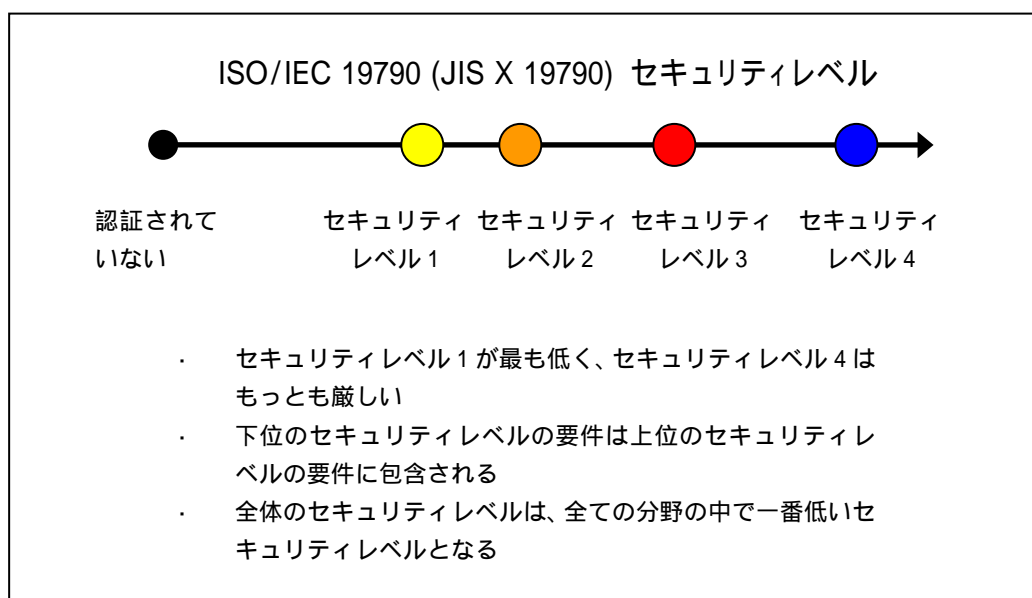 ISO/IEC 19790 (JIS X 19790) セキュリティレベル
認証されて
いない
セキュリティ
レベル 1
セキュリティ
レベル 2
セキュリティ
レベル 3
セキュリティ
レベル 4
· セキュリティレベル 1 が最も低く、セキュリティレベル 4 は
もっとも厳しい
· 下位のセキュリティレベルの要件は上位のセキュリティレ
ベルの要件に包含される
· 全体のセキュリティレベルは、全ての分野の中で一番低いセ
キュリティレベルとなる